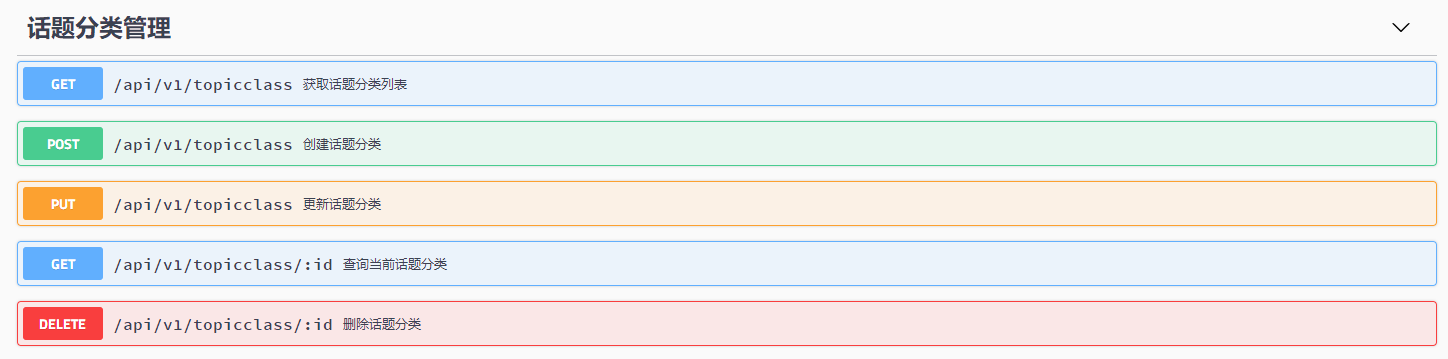 话题分类管理
GET /api/v1/topicclass 获取话题分类列表
POST /api/v1/topicclass 创建话题分类
PUT /api/v1/topicclass 更新话题分类
GET /api/v1/topicclass/:id 查询当前话题分类
DELETE /api/v1/topicclass/:id 删除话题分类